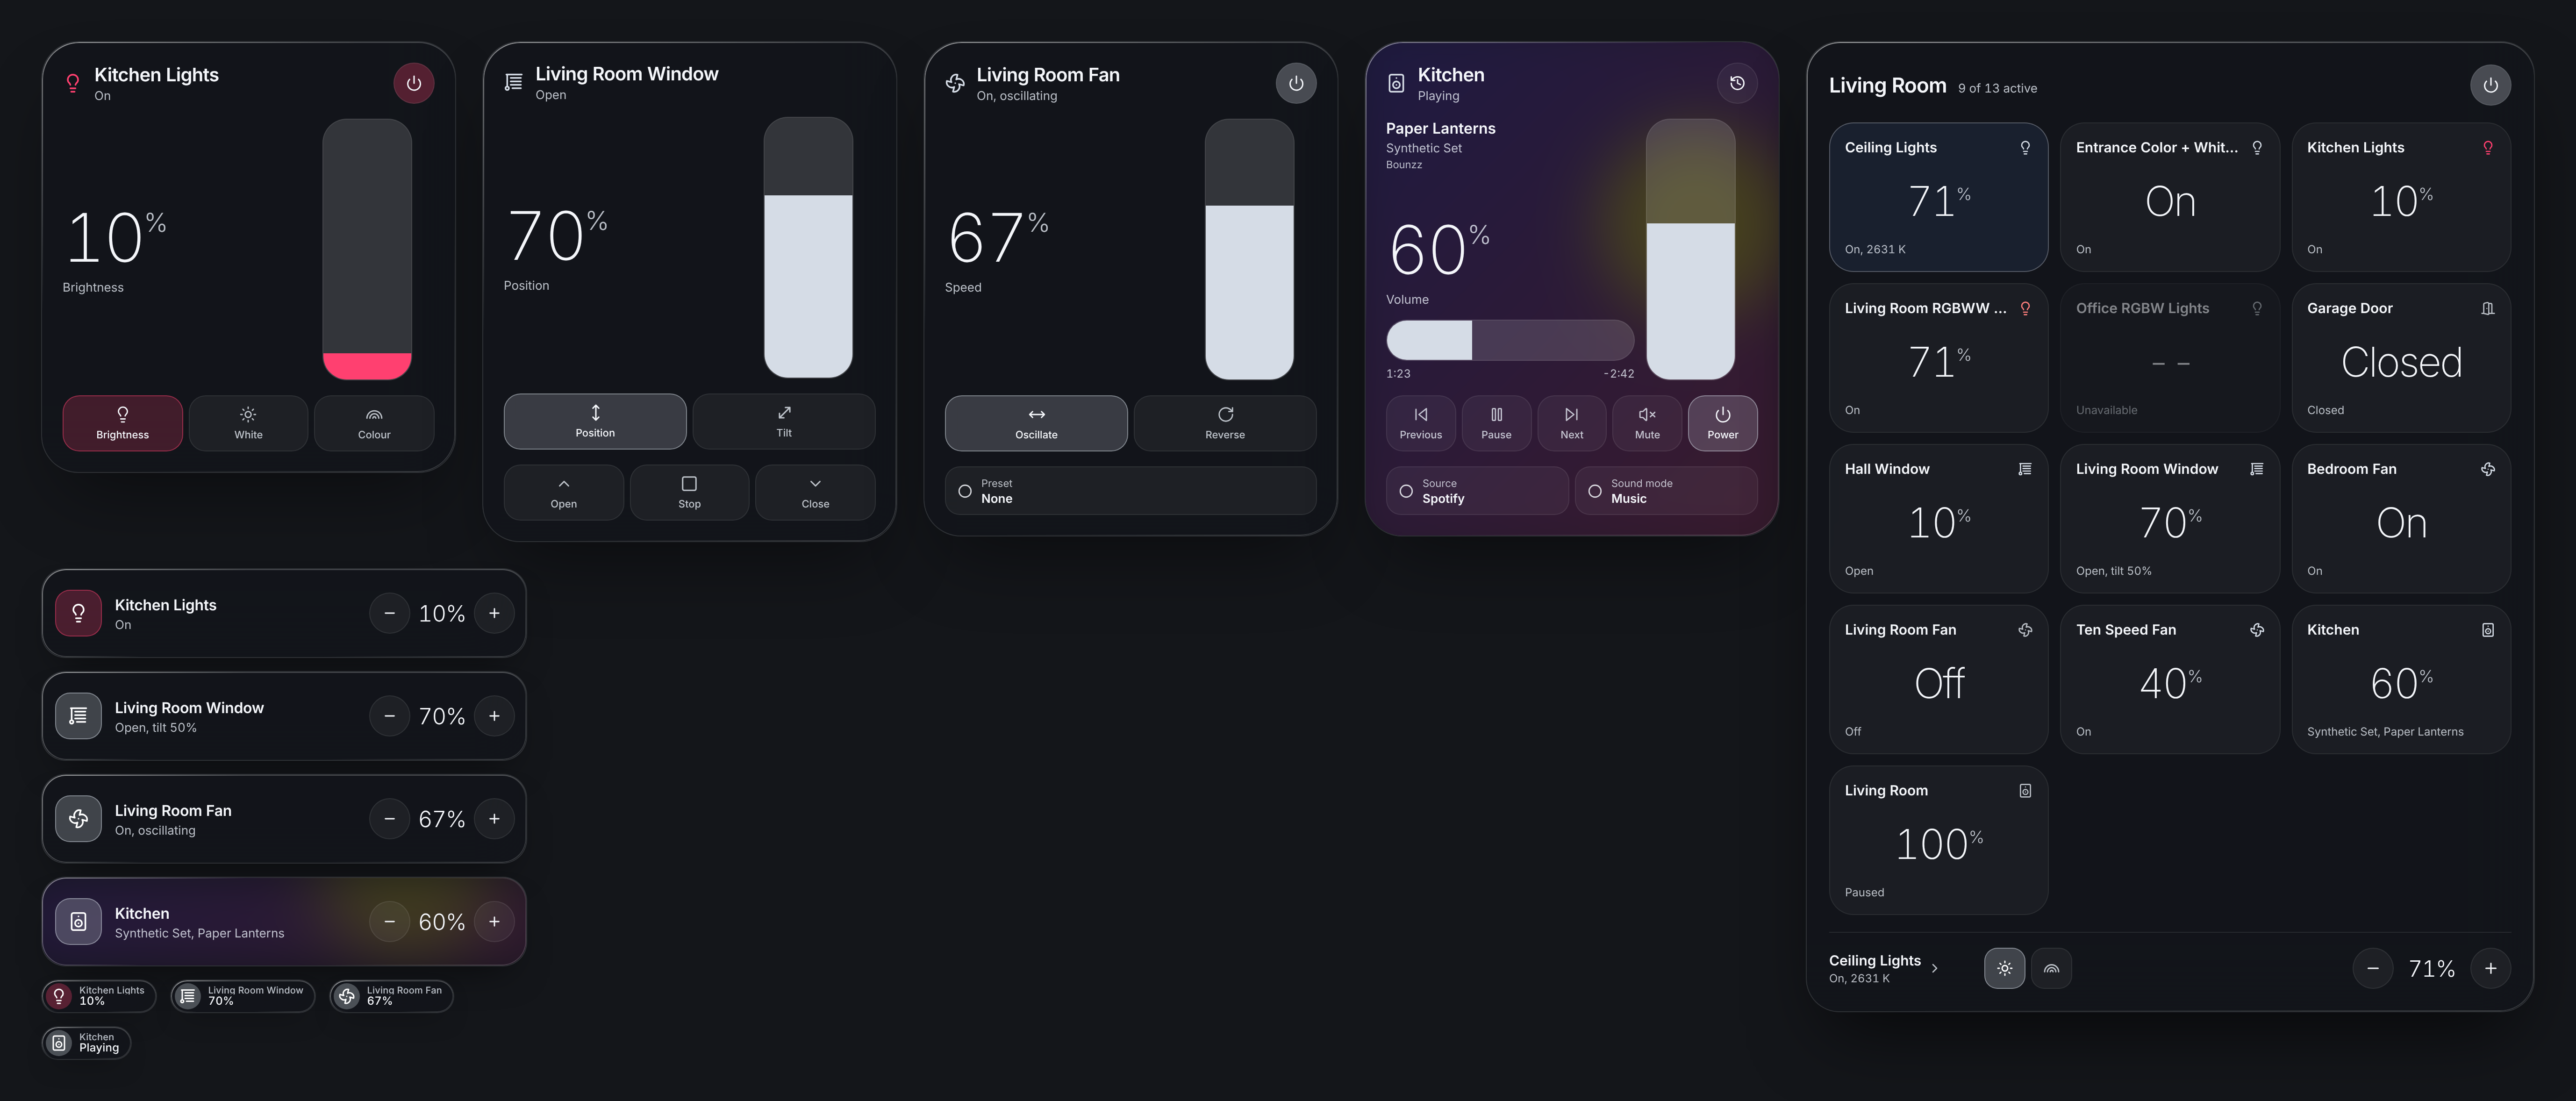 Kitchen Lights
On
10%
Brightness
Brightness
White
Colour
Living Room Window
Open
70%
Position
Position
Tilt
Open
Stop
Close
Living Room Fan
On, oscillating
67%
Speed
Oscillate
Reverse
Preset
None
Kitchen
Playing
Paper Lanterns
Synthetic Set
Bounzz
60%
Volume
1:23
-2:42
Previous
Pause
Next
Mute
Power
Source
Spotify
Sound mode
Music
Living Room 9 of 13 active
Ceiling Lights
71%
On, 2631 K
Entrance Color + Whit...
On
On
Kitchen Lights
10%
On
Living Room RGBWW ...
71%
On
Office RGBW Lights
– –
Unavailable
Garage Door
Closed
Closed
Hall Window
10%
Open
Living Room Window
70%
Open, tilt 50%
Bedroom Fan
On
On
Living Room Fan
Off
Off
Ten Speed Fan
40%
On
Kitchen
60%
Synthetic Set, Paper Lanterns
Living Room
100%
Paused
Ceiling Lights
On, 2631 K
− 71% +
Kitchen Lights
On
− 10% +
Living Room Window
Open, tilt 50%
− 70% +
Living Room Fan
On, oscillating
− 67% +
Kitchen
Synthetic Set, Paper Lanterns
− 60% +
Kitchen Lights
10%
Living Room Window
70%
Living Room Fan
67%
Kitchen
Playing